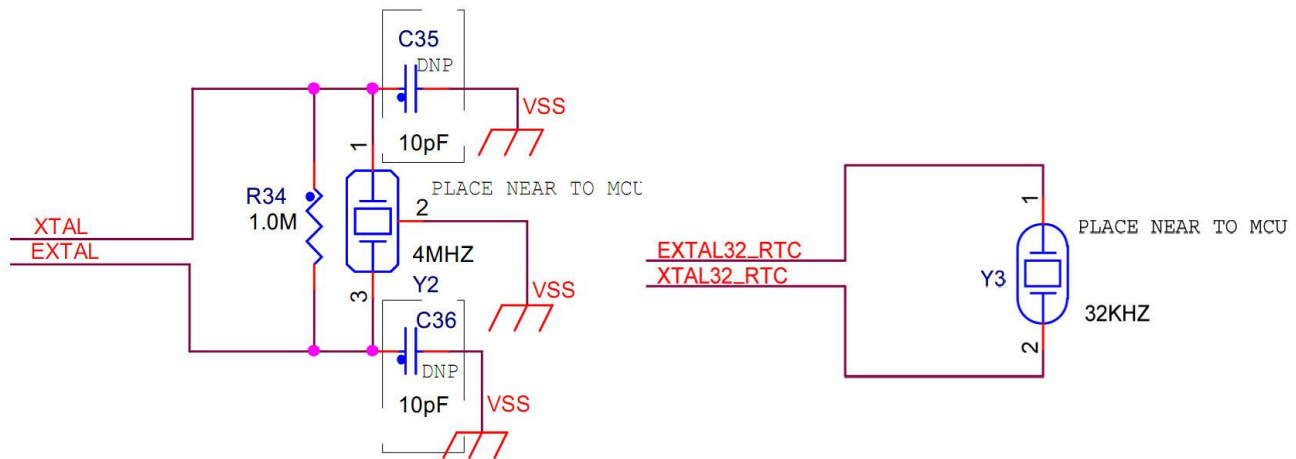 C35
DNP
VSS
10pF
1
PLACE NEAR TO MCU
R34
1.0M
2
XTAL
EXTAL
4MHZ
Y2
3
VSS
C36
DNP
10pF
VSS
1
PLACE NEAR TO MCU
EXTAL32_RTC
XTAL32_RTC
Y3
32KHZ
2